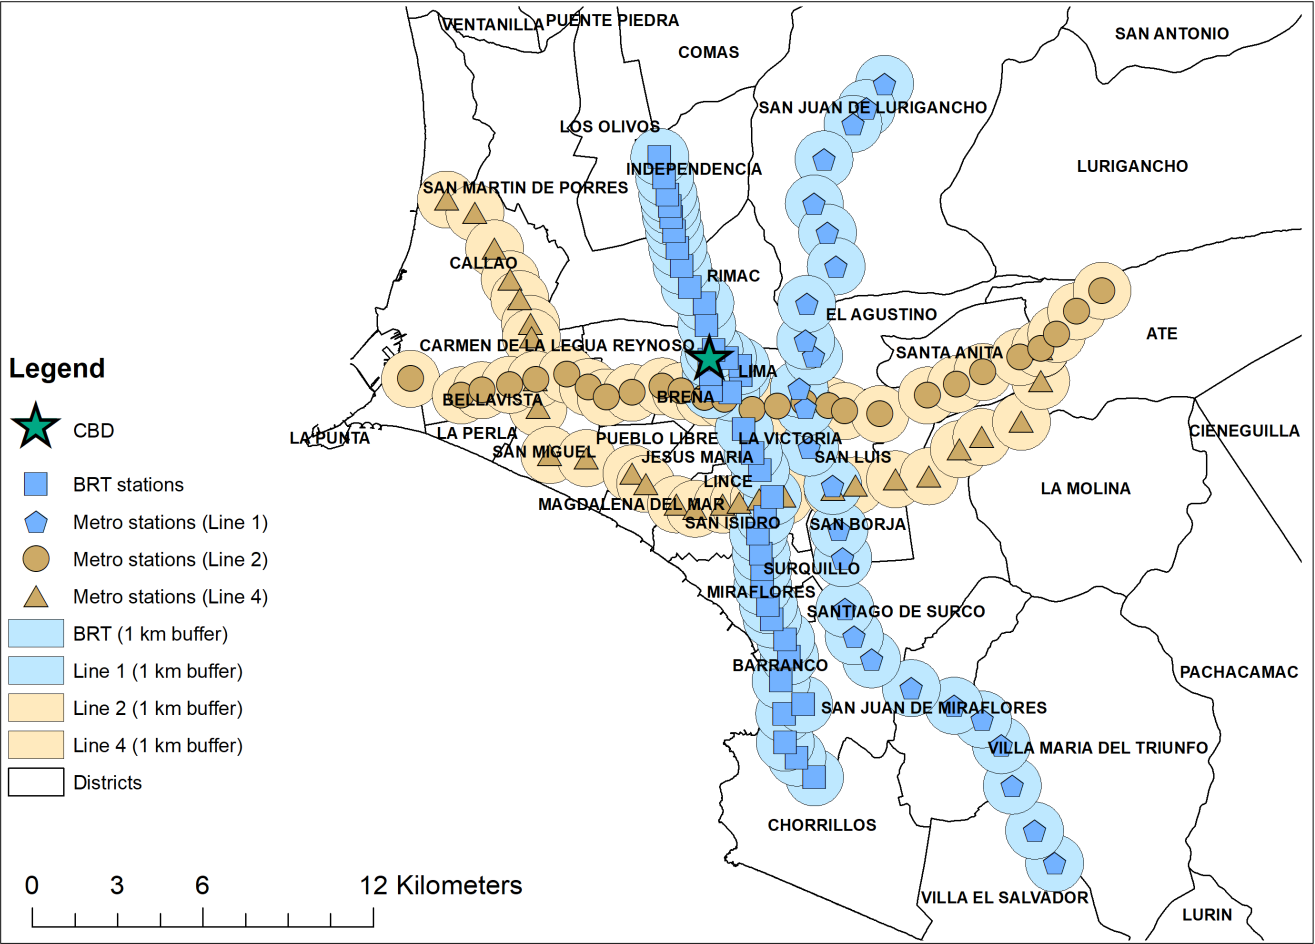 VENTANILLA
PUENTE PIEDRA
SAN ANTONIO
COMAS
SAN JUAN DE LURIGANCHO
LOS OLIVOS
INDEPENDENCIA
LURIGANCHO
SAN MARTIN DE PORRES
CALLAO
RIMAC
EL AGUSTINO
ATE
CARMEN DE LA LEGUA REYNOSO
SANTA ANITA
LIMA
BREÑA
BELLAVISTA
LA PUNTA
LA PERLA
PUEBLO LIBRE
LA VICTORIA
CIENEGUILLA
SAN MIGUEL
JESUS MARIA
SAN LUIS
LINCE
LA MOLINA
MAGDALENA DEL MAR
SAN ISIDRO
SAN BORJA
SURQUILLO
MIRAFLORES
SANTIAGO DE SURCO
BARRANCO
PACHACAMAC
SAN JUAN DE MIRAFLORES
VILLA MARIA DEL TRIUNFO
CHORRILLOS
VILLA EL SALVADOR
LURIN
Legend
CBD
BRT stations
Metro stations (Line 1)
Metro stations (Line 2)
Metro stations (Line 4)
BRT (1 km buffer)
Line 1 (1 km buffer)
Line 2 (1 km buffer)
Line 4 (1 km buffer)
Districts
0 3 6 12 Kilometers